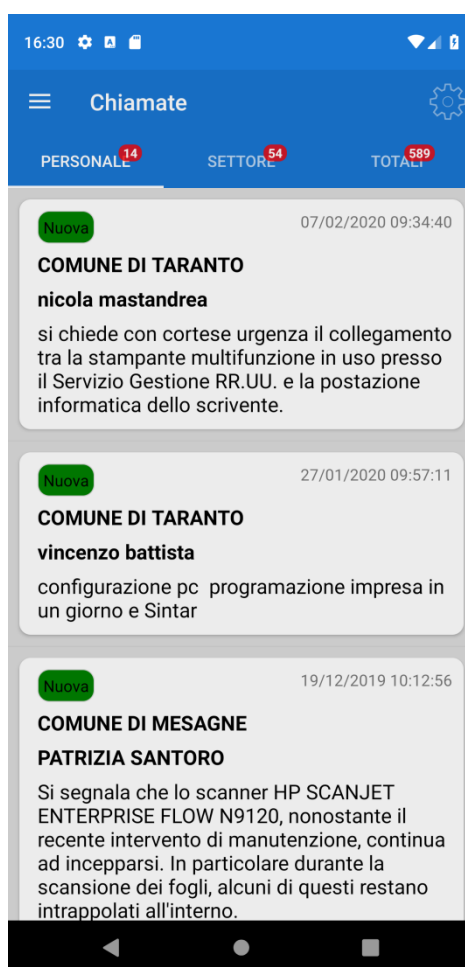 16:30
Chiamate
PERSONALE 14
SETTORE 54
TOTALI 589
Nuova
07/02/2020 09:34:40
COMUNE DI TARANTO
nicola mastandrea
si chiede con cortese urgenza il collegamento
tra la stampante multifunzione in uso presso
il Servizio Gestione RR.UU. e la postazione
informatica dello scrivente.
Nuova
27/01/2020 09:57:11
COMUNE DI TARANTO
vincenzo battista
configurazione pc  programazione impresa in
un giorno e Sintar
Nuova
19/12/2019 10:12:56
COMUNE DI MESAGNE
PATRIZIA SANTORO
Si segnala che lo scanner HP SCANJET
ENTERPRISE FLOW N9120, nonostante il
recente intervento di manutenzione, continua
ad incepparsi. In particolare durante la
scansione dei fogli, alcuni di questi restano
intrappolati all'interno.